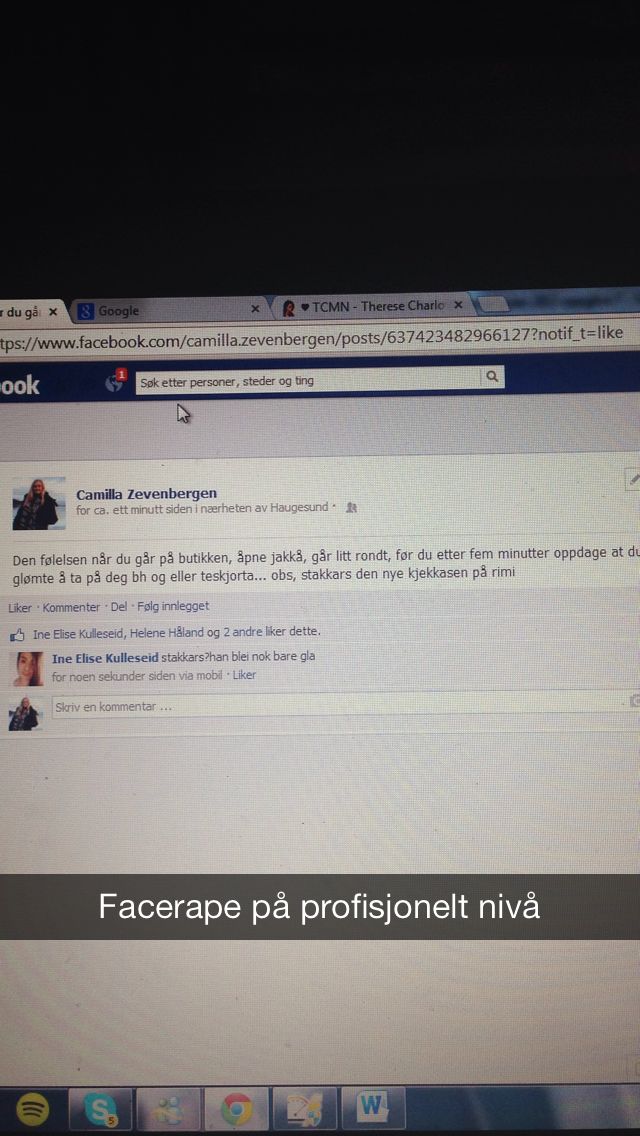 r du gå
Google
♥ TCMN - Therese Charlo
tps://www.facebook.com/camilla.zevenbergen/posts/637423482966127?notif_t=like
ook
1
Søk etter personer, steder og ting
Camilla Zevenbergen
for ca. ett minutt siden i nærheten av Haugesund ·
Den følelsen når du går på butikken, åpne jakkå, går litt rondt, før du etter fem minutter oppdage at du
glømte å ta på deg bh og eller teskjorta... obs, stakkars den nye kjekkasen på rimi
Liker · Kommenter · Del · Følg innlegget
Ine Elise Kulleseid, Helene Håland og 2 andre liker dette.
Ine Elise Kulleseid stakkars?han blei nok bare gla
for noen sekunder siden via mobil · Liker
Skriv en kommentar ...
Facerape på profisjonelt nivå
S
5
W